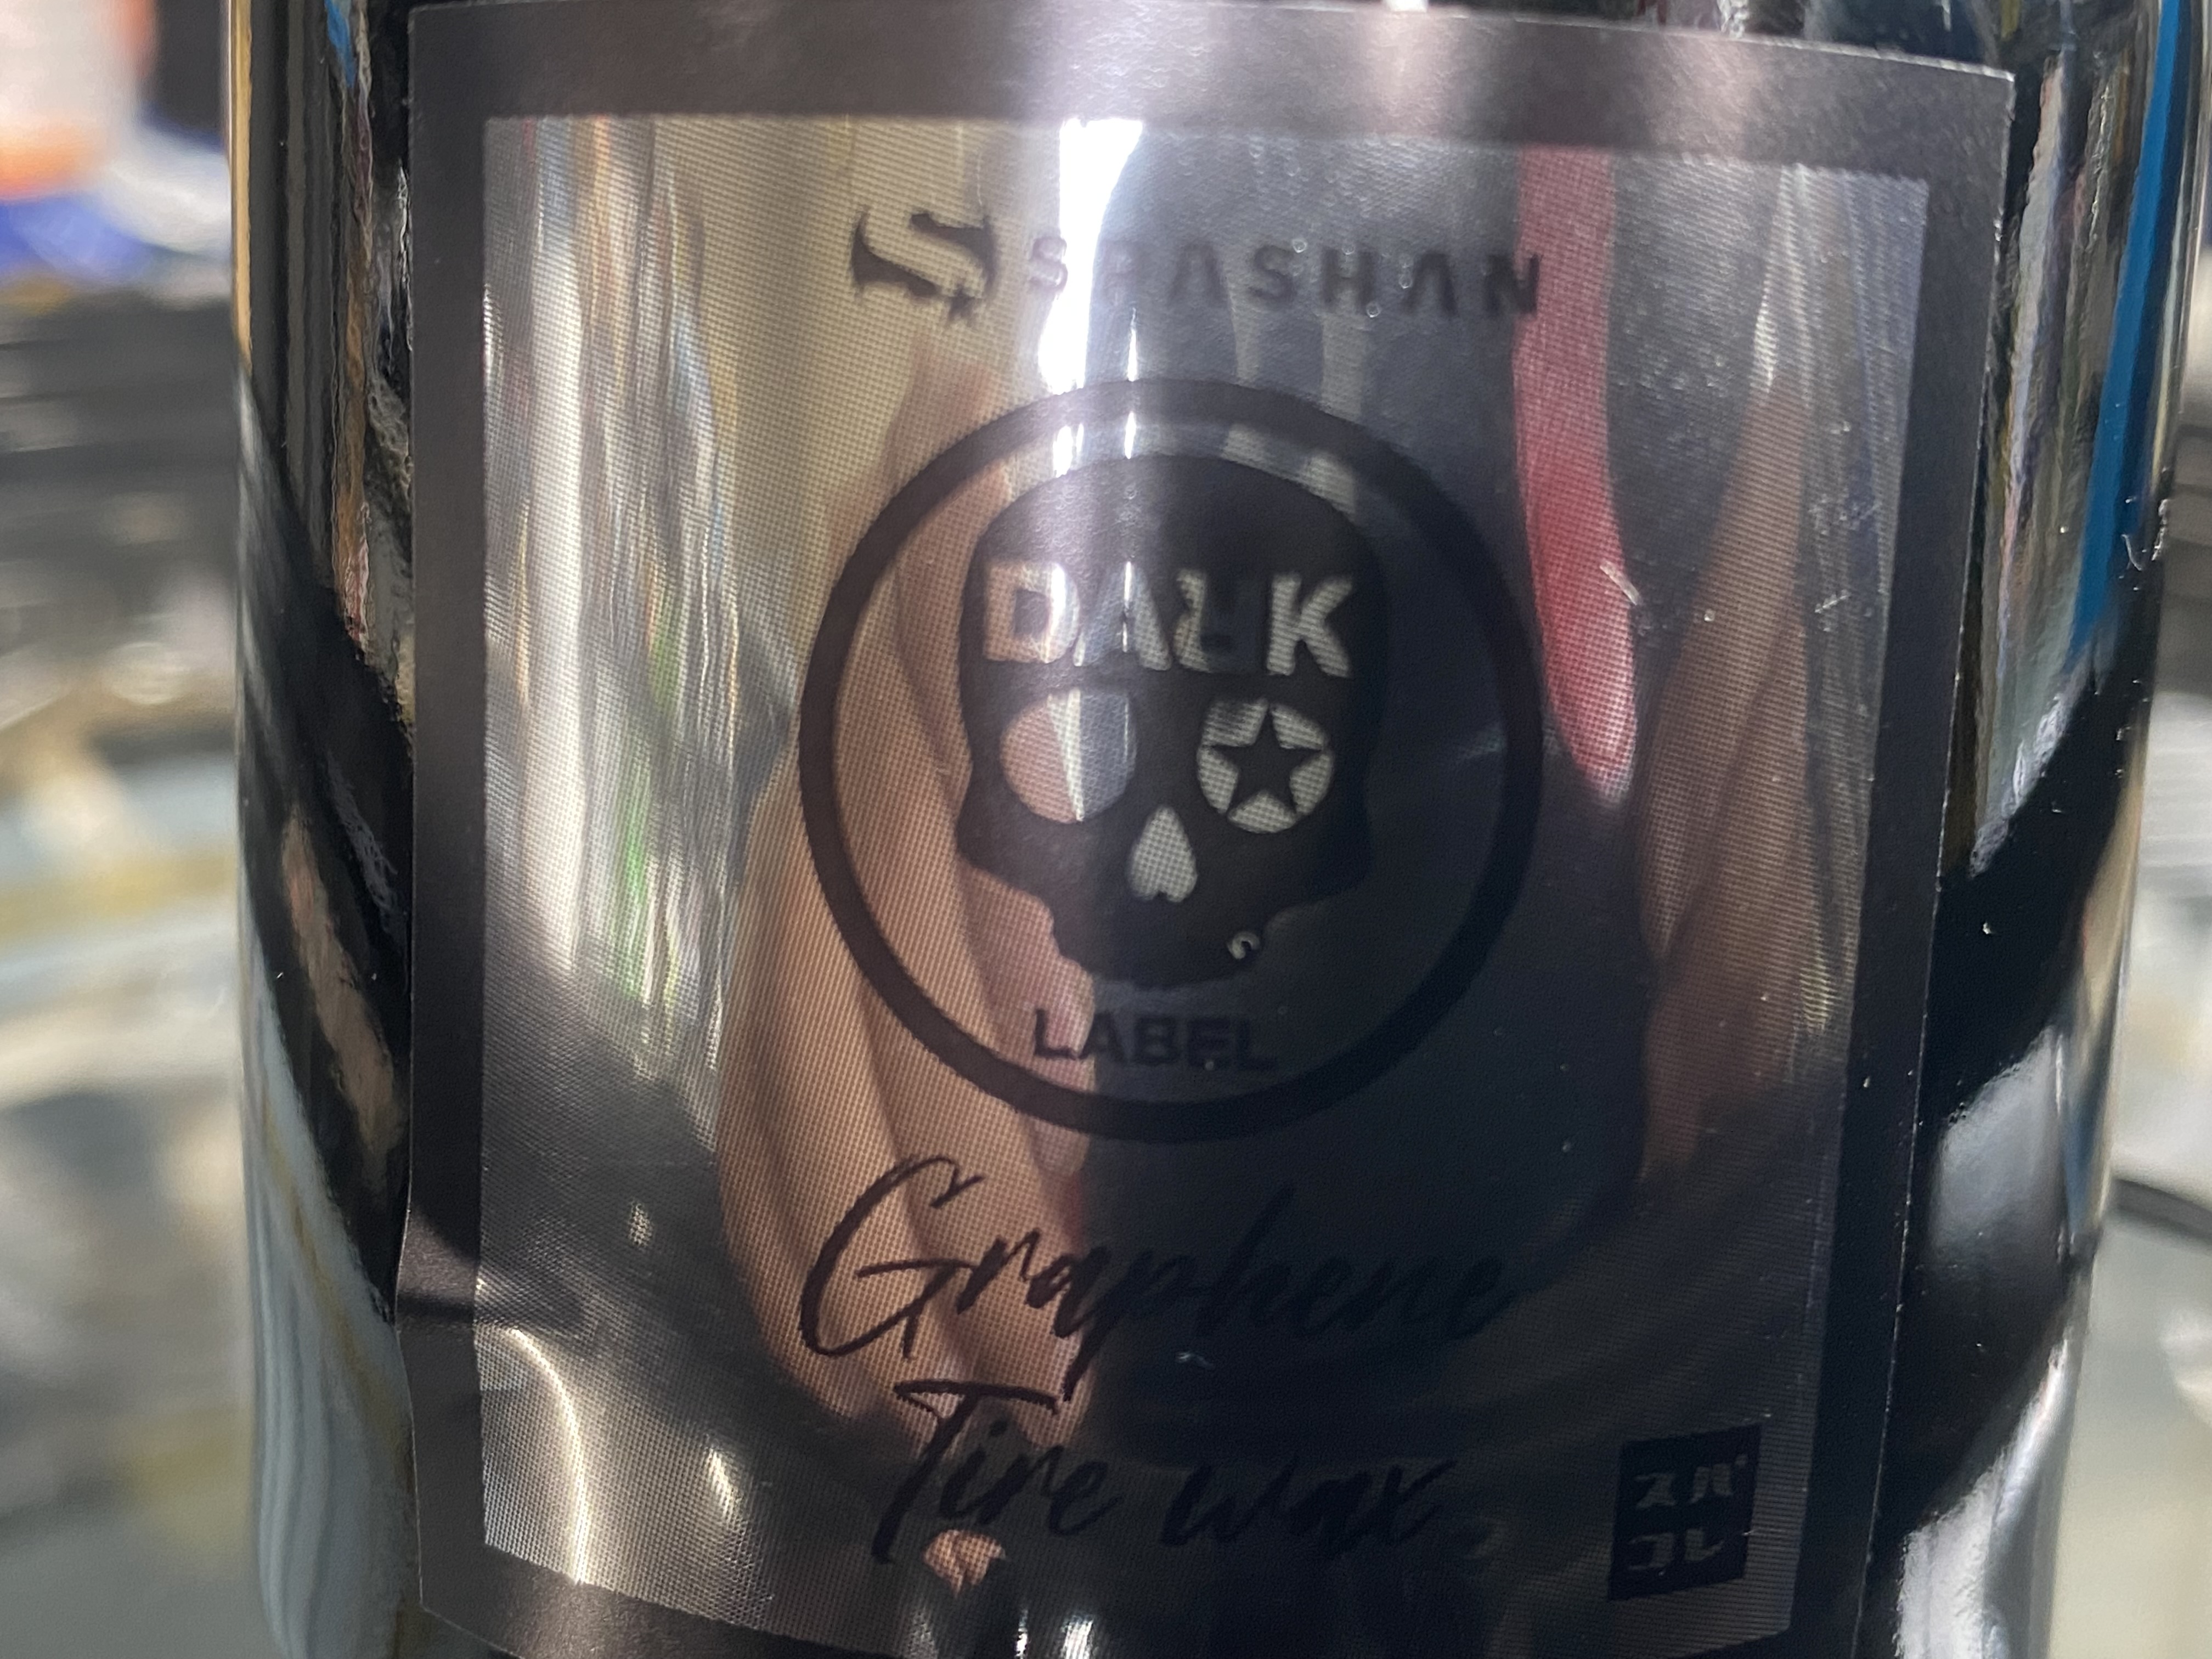 SPASHAN
DARK
LABEL
Graphene
Tire wax
スパ
コレ